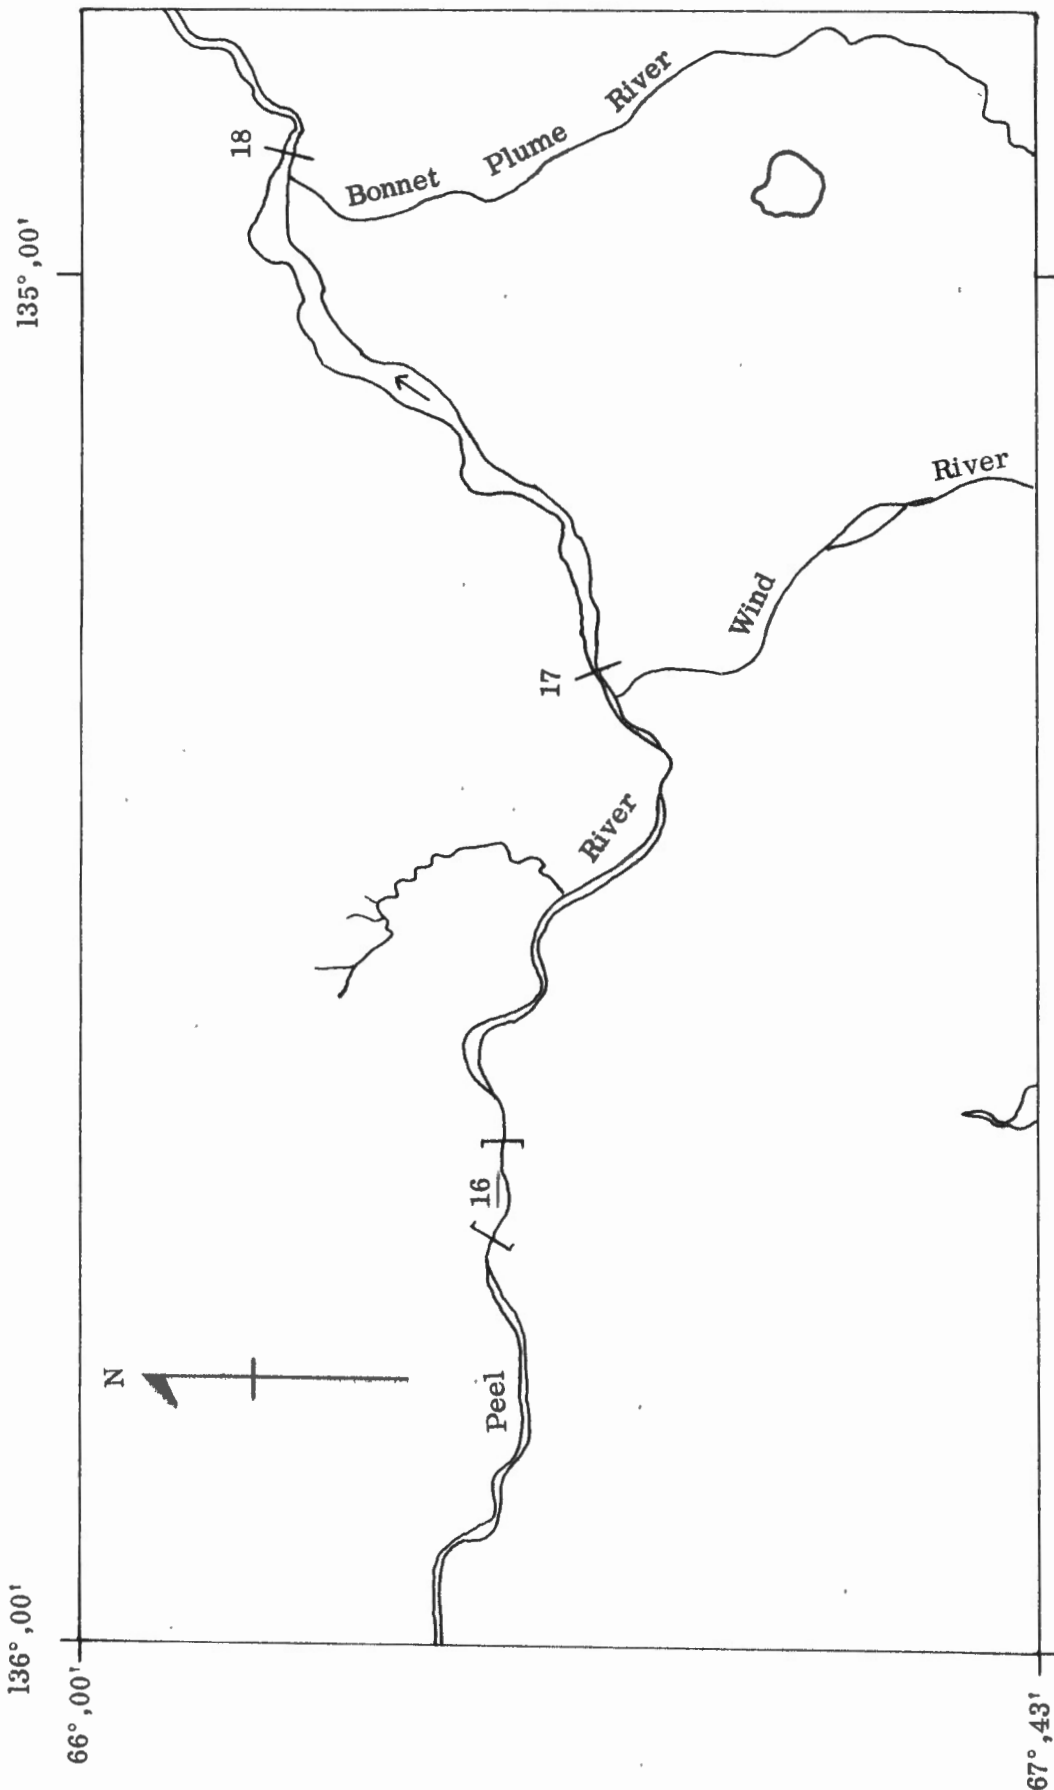 136°,00'
135°,00'
66°,00'
N
18
Bonnet Plume River
17
River
16
Peel
Wind River
67°,43'